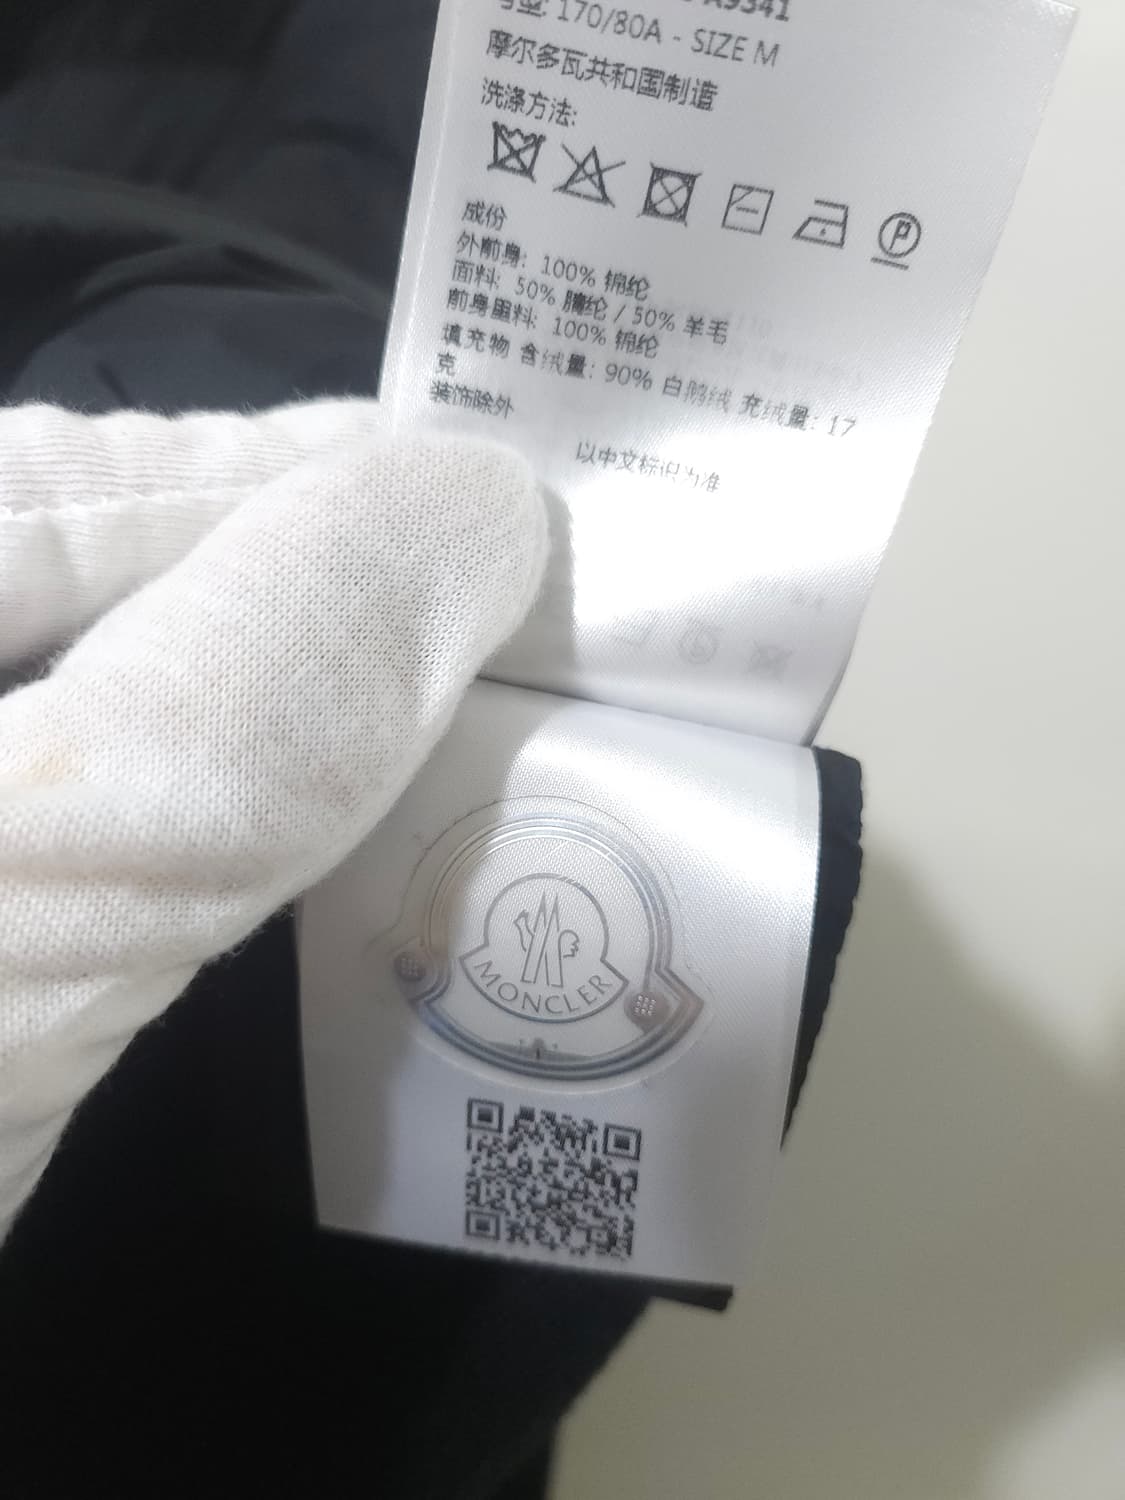 A9341
号型: 170/80A - SIZE M
摩尔多瓦共和国制造
洗涤方法:
成份
外前身: 100% 锦纶
面料: 50% 腈纶 / 50% 羊毛
前身里料: 100% 锦纶
填充物 含绒量: 90% 白鹅绒 充绒量: 17
克
装饰除外
以中文标识为准
MONCLER